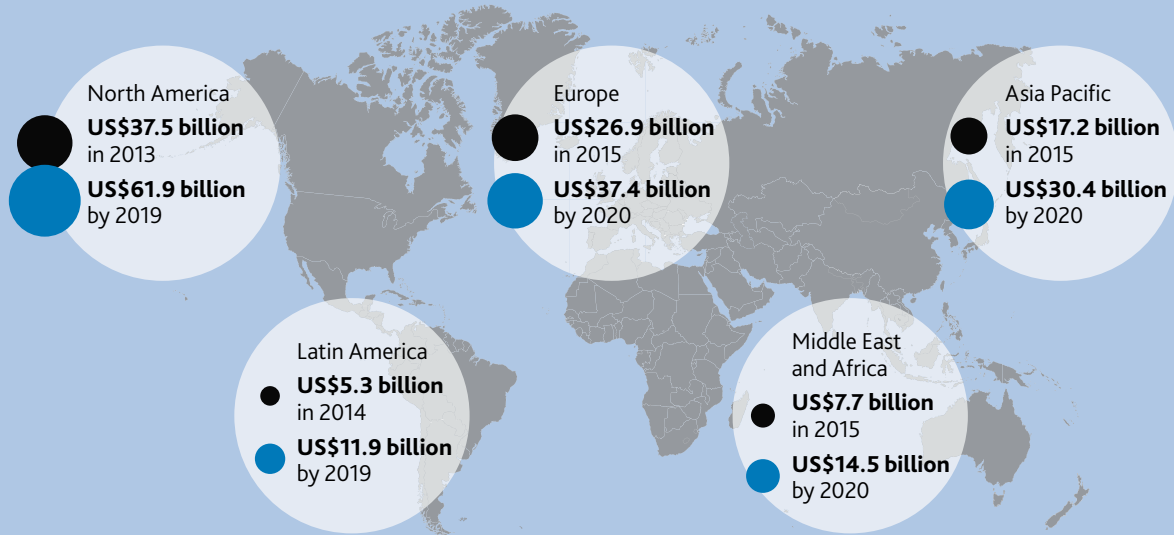 North America
US$37.5 billion
in 2013
US$61.9 billion
by 2019
Europe
US$26.9 billion
in 2015
US$37.4 billion
by 2020
Asia Pacific
US$17.2 billion
in 2015
US$30.4 billion
by 2020
Latin America
US$5.3 billion
in 2014
US$11.9 billion
by 2019
Middle East
and Africa
US$7.7 billion
in 2015
US$14.5 billion
by 2020